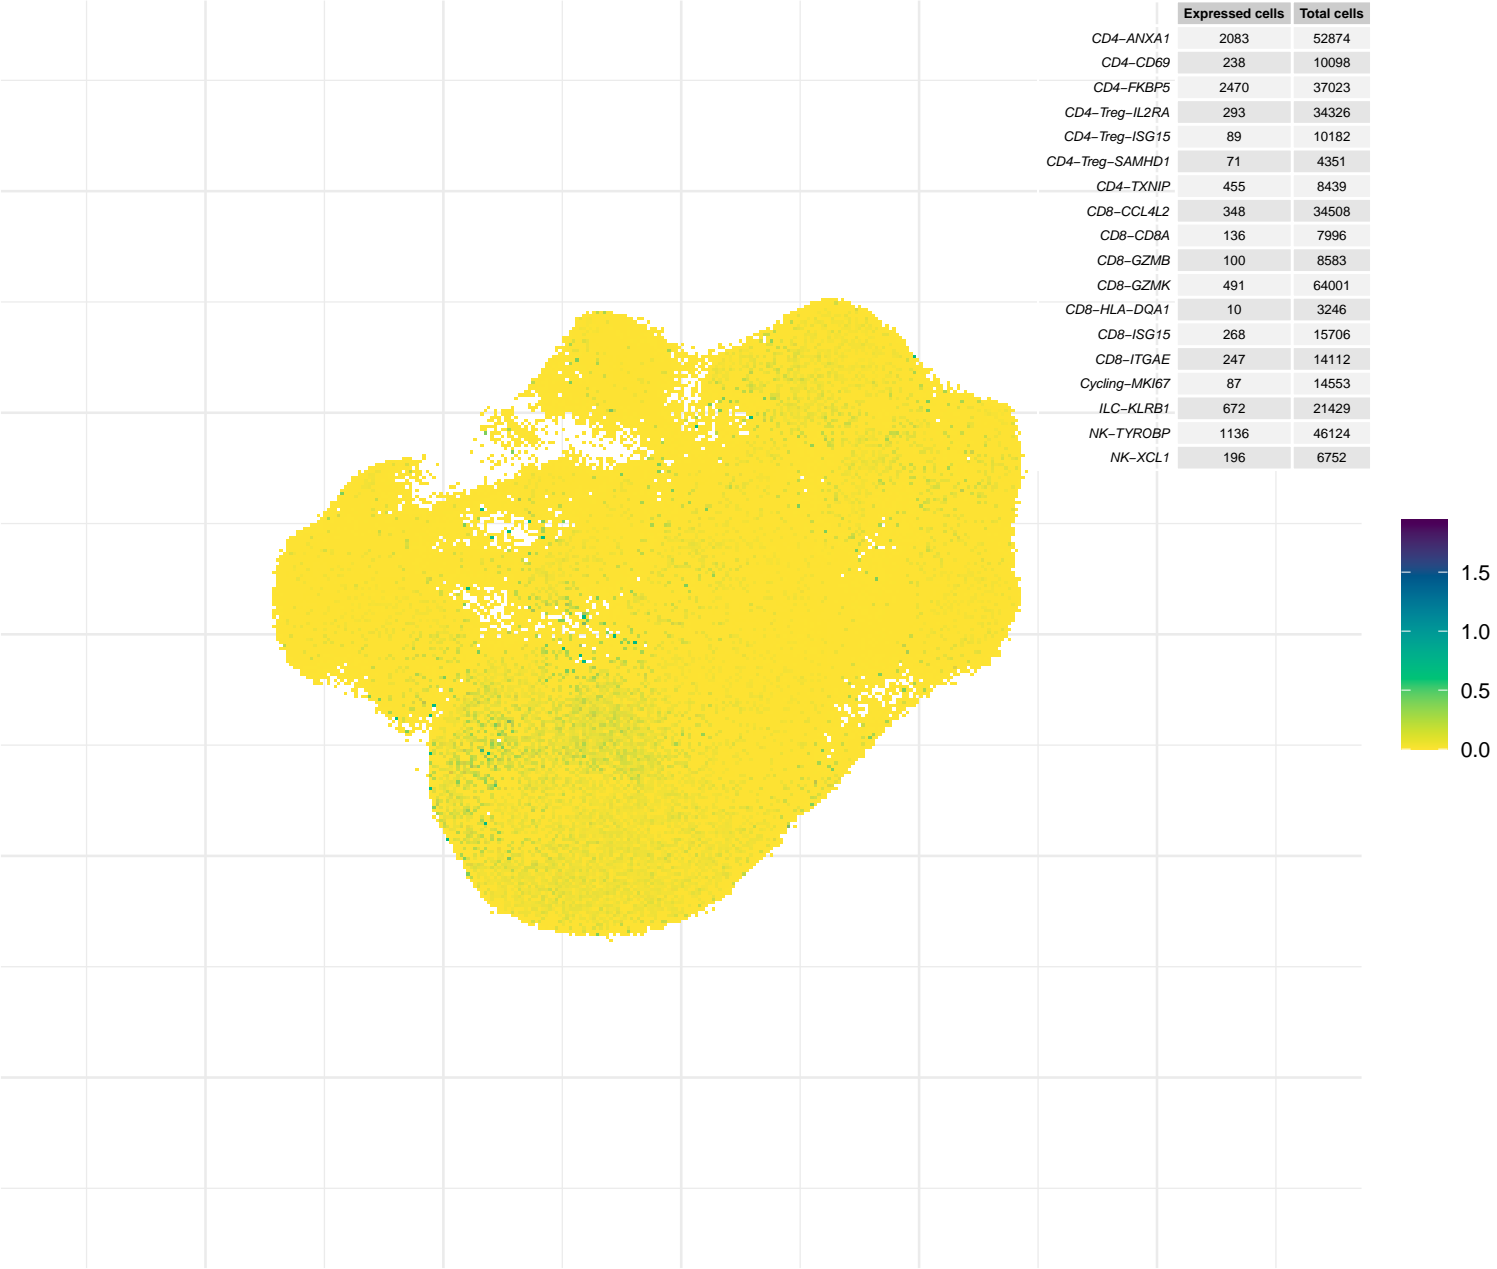 Expressed cells Total cells
CD4−ANXA1 2083 52874
CD4−CD69 238 10098
CD4−FKBP5 2470 37023
CD4−Treg−IL2RA 293 34326
CD4−Treg−ISG15 89 10182
CD4−Treg−SAMHD1 71 4351
CD4−TXNIP 455 8439
CD8−CCL4L2 348 34508
CD8−CD8A 136 7996
CD8−GZMB 100 8583
CD8−GZMK 491 64001
CD8−HLA−DQA1 10 3246
CD8−ISG15 268 15706
CD8−ITGAE 247 14112
Cycling−MKI67 87 14553
ILC−KLRB1 672 21429
NK−TYROBP 1136 46124
NK−XCL1 196 6752
1.5
1.0
0.5
0.0